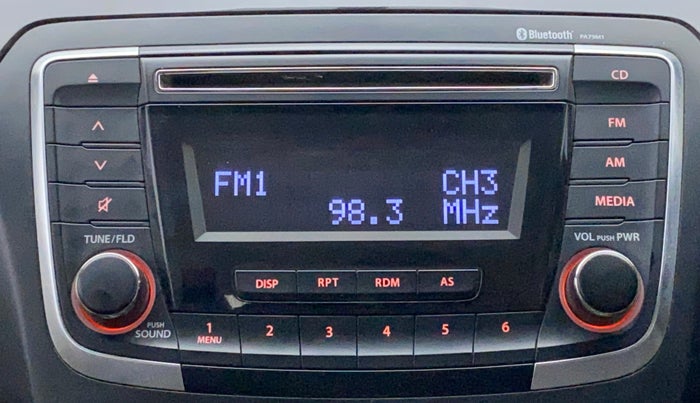 Bluetooth PA79M1
CD
FM
AM
MEDIA
FM1 CH3
98.3 MHz
TUNE/FLD
VOL PUSH PWR
DISP RPT RDM AS
PUSH
SOUND
1 2 3 4 5 6
MENU